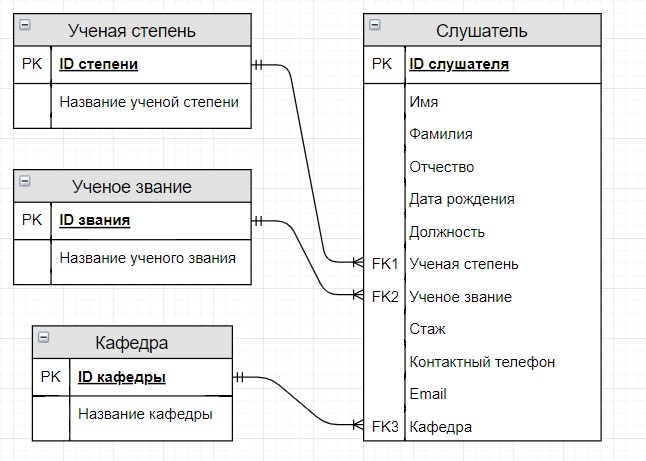 Ученая степень
PK ID степени
Название ученой степени
Ученое звание
PK ID звания
Название ученого звания
Кафедра
PK ID кафедры
Название кафедры
Слушатель
PK ID слушателя
Имя
Фамилия
Отчество
Дата рождения
Должность
FK1 Ученая степень
FK2 Ученое звание
Стаж
Контактный телефон
Email
FK3 Кафедра